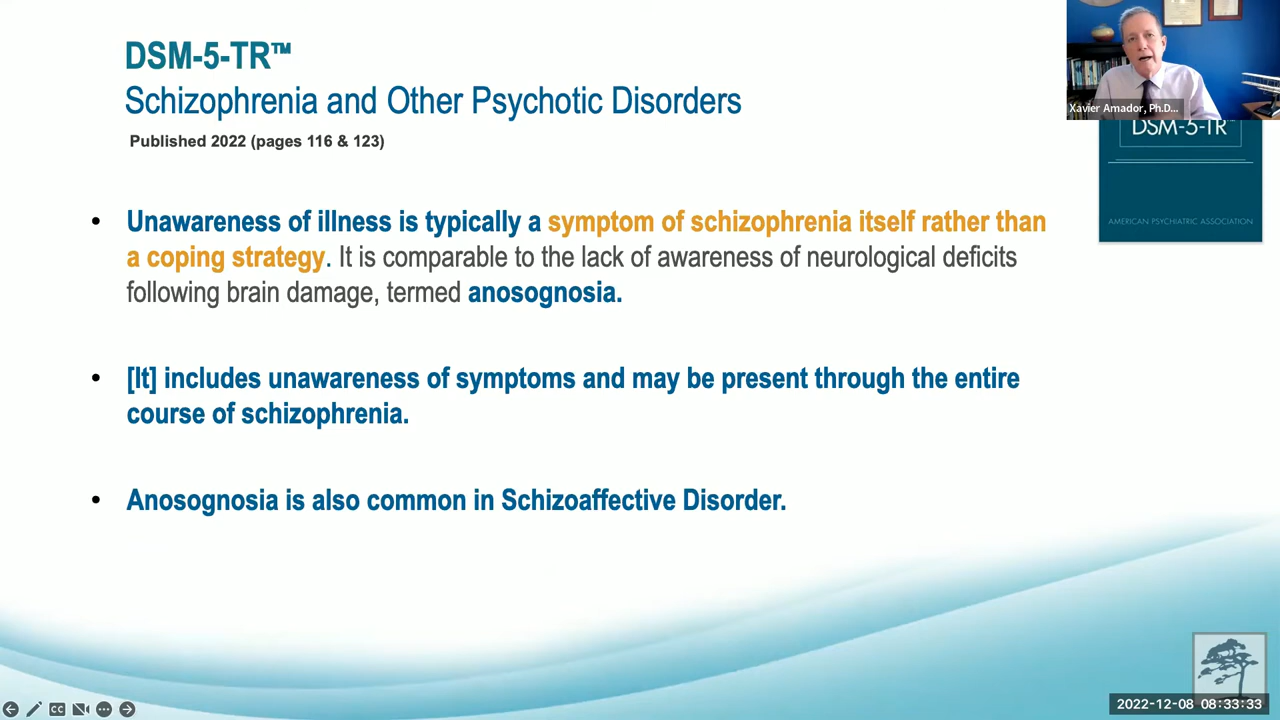 DSM-5-TR™
Schizophrenia and Other Psychotic Disorders
Published 2022 (pages 116 & 123)
Xavier Amador, Ph.D...
DSM-5-TR™
AMERICAN PSYCHIATRIC ASSOCIATION
• Unawareness of illness is typically a symptom of schizophrenia itself rather than
a coping strategy. It is comparable to the lack of awareness of neurological deficits
following brain damage, termed anosognosia.
• [It] includes unawareness of symptoms and may be present through the entire
course of schizophrenia.
• Anosognosia is also common in Schizoaffective Disorder.
CC
2022-12-08 08:33:33